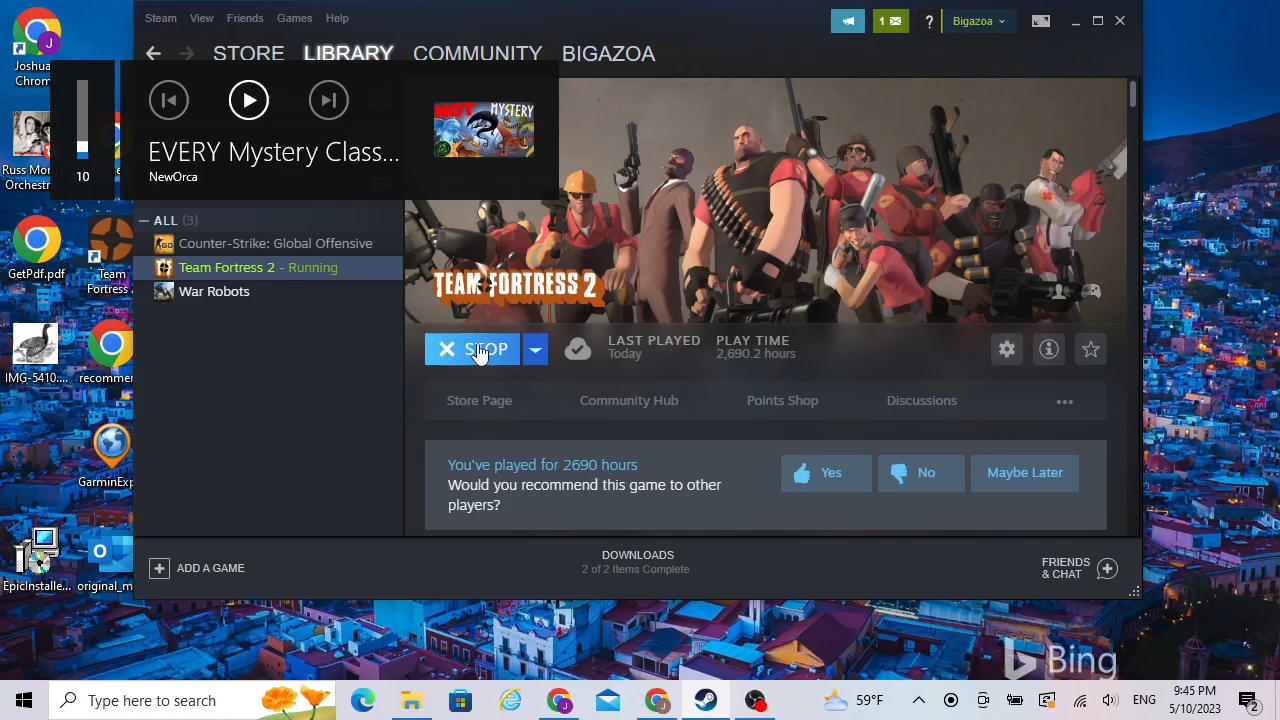 Steam View Friends Games Help
1
?
Bigazoa
STORE LIBRARY COMMUNITY BIGAZOA
Joshua
Chrom
EVERY Mystery Class...
NewOrca
NOT MYSTERY
10
Russ Mor
Orchestr
ALL (3)
Counter-Strike: Global Offensive
Team Fortress 2 - Running
War Robots
TEAM FORTRESS 2
GetPdf.pdf
Team
Fortress
IMG-5410....
recommer
GarminExp
EpicInstalle...
original_m
STOP
LAST PLAYED
Today
PLAY TIME
2,690.2 hours
Store Page Community Hub Points Shop Discussions
You've played for 2690 hours
Would you recommend this game to other
players?
Yes No Maybe Later
ADD A GAME
DOWNLOADS
2 of 2 Items Complete
FRIENDS
& CHAT
Bing
Type here to search
59°F
ENG
9:45 PM
5/10/2023
2